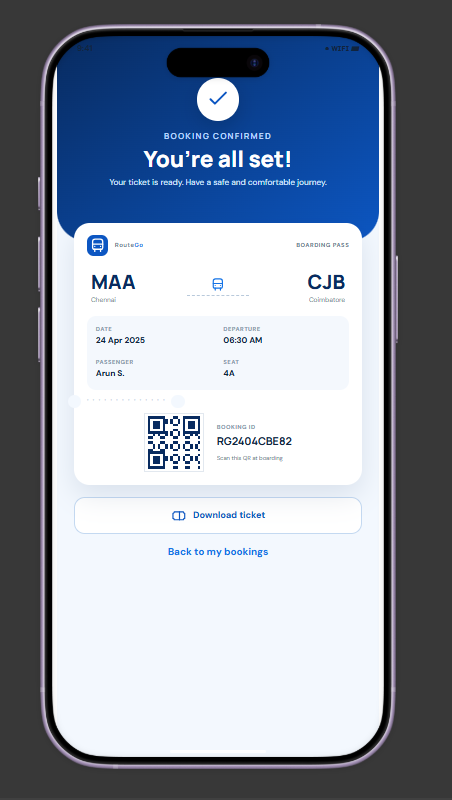 WIFI
BOOKING CONFIRMED
You're all set!
Your ticket is ready. Have a safe and comfortable journey.
RouteGo
BOARDING PASS
MAA
CJB
Chennai
Coimbatore
DATE
DEPARTURE
24 Apr 2025
06:30 AM
PASSENGER
SEAT
Arun S.
4A
BOOKING ID
RG2404CBE82
Scan this QR at boarding
Download ticket
Back to my bookings